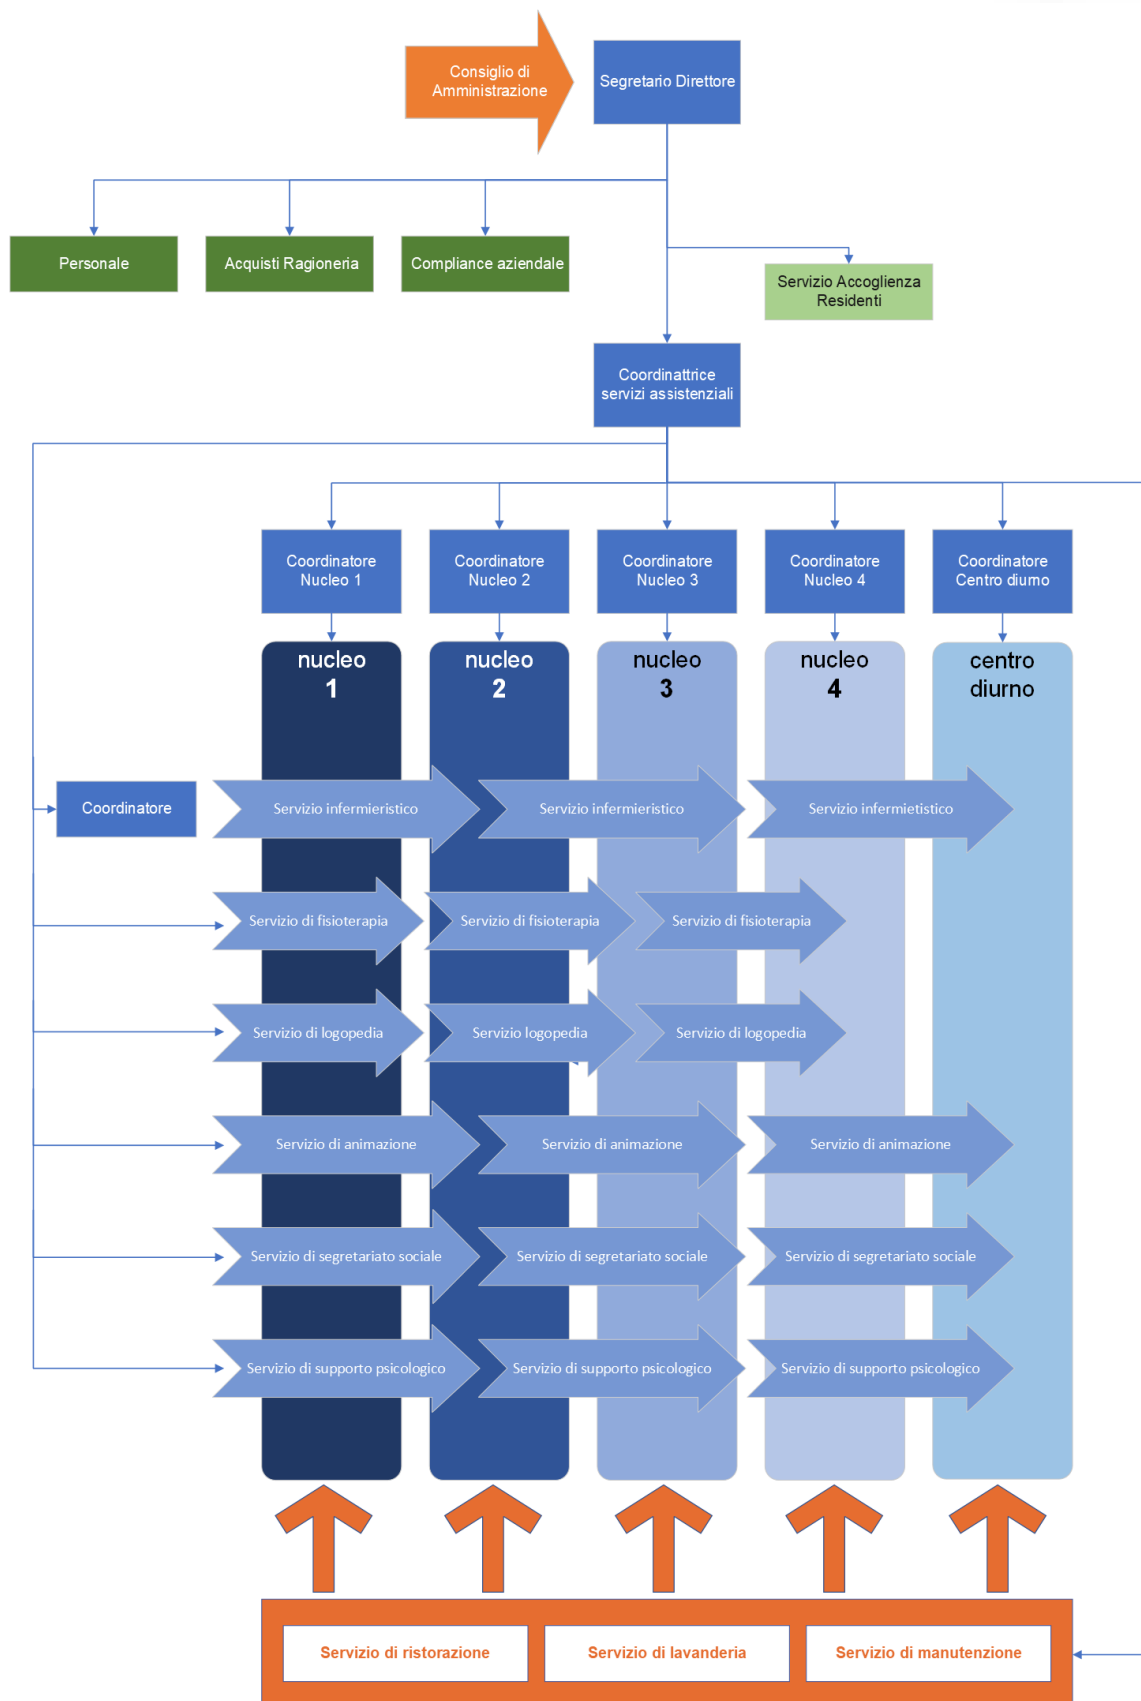 Consiglio di
Amministrazione
Segretario Direttore
Personale
Acquisti Ragioneria
Compliance aziendale
Servizio Accoglienza
Residenti
Coordinattrice
servizi assistenziali
Coordinatore
Nucleo 1
Coordinatore
Nucleo 2
Coordinatore
Nucleo 3
Coordinatore
Nucleo 4
Coordinatore
Centro diurno
nucleo
1
nucleo
2
nucleo
3
nucleo
4
centro
diurno
Coordinatore
Servizio infermieristico
Servizio infermieristico
Servizio infermietistico
Servizio di fisioterapia
Servizio di fisioterapia
Servizio di fisioterapia
Servizio di logopedia
Servizio logopedia
Servizio di logopedia
Servizio di animazione
Servizio di animazione
Servizio di animazione
Servizio di segretariato sociale
Servizio di segretariato sociale
Servizio di segretariato sociale
Servizio di supporto psicologico
Servizio di supporto psicologico
Servizio di supporto psicologico
Servizio di ristorazione
Servizio di lavanderia
Servizio di manutenzione